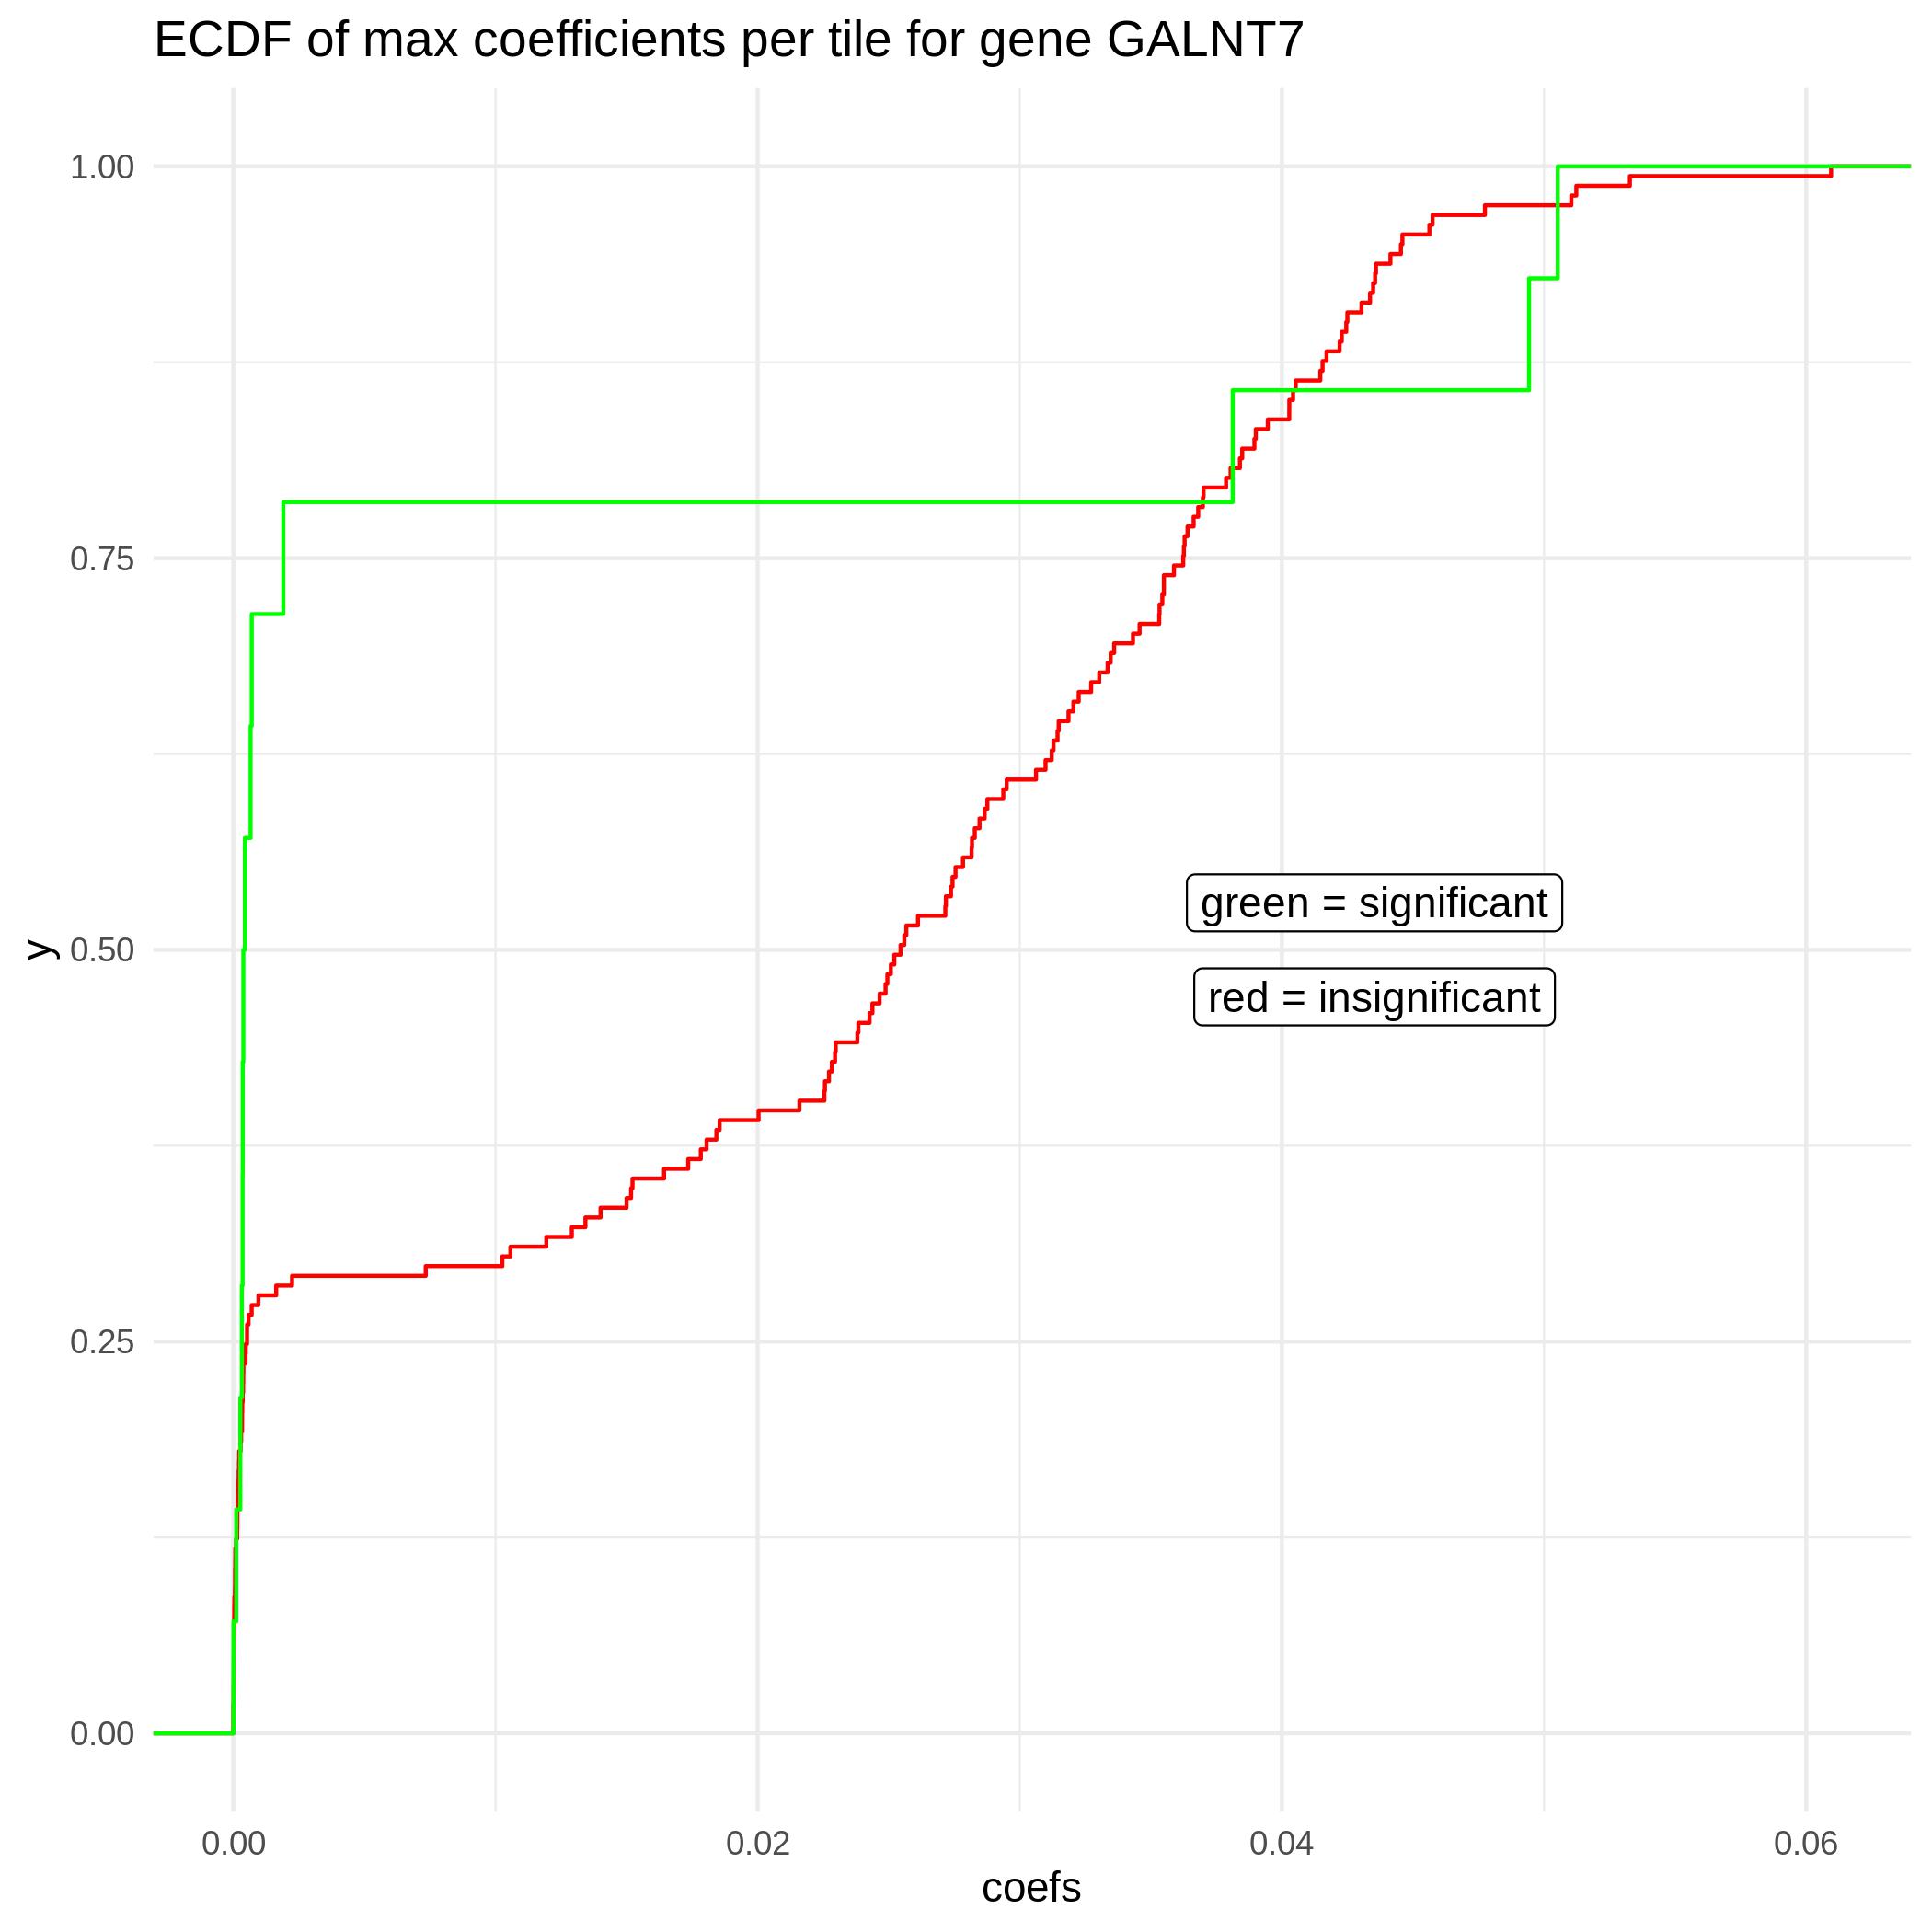 ECDF of max coefficients per tile for gene GALNT7
1.00
0.75
0.50
0.25
0.00
y
green = significant
red = insignificant
0.00 0.02 0.04 0.06
coefs